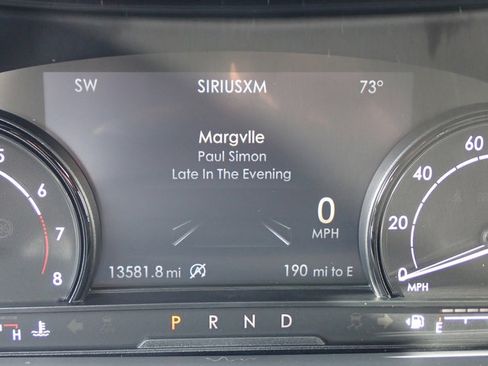 SW SIRIUSXM 73°
Margvlle
Paul Simon
Late In The Evening
0
MPH
13581.8 mi 190 mi to E
5
6
7
8
H
60
40
20
0
MPH
P R N D
E